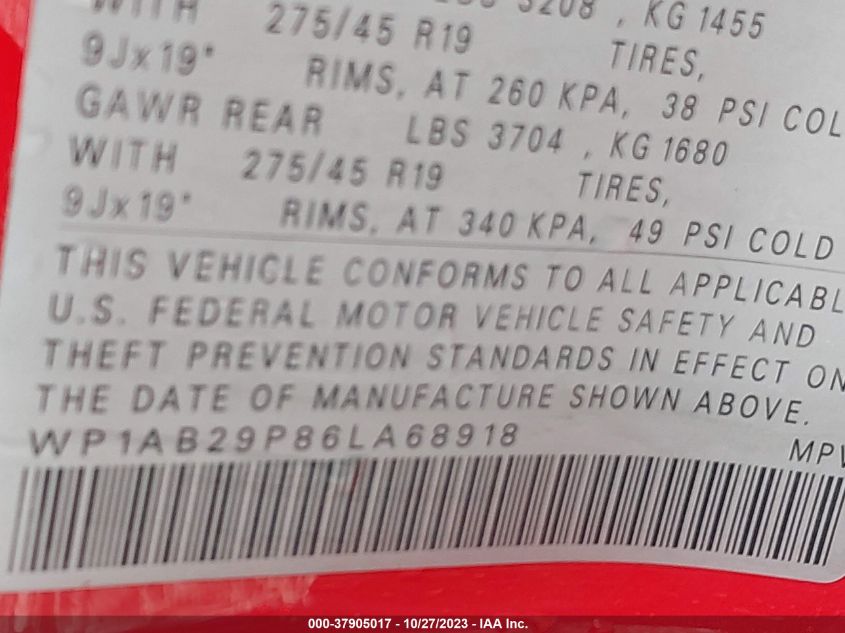 WITH 275/45 R19 TIRES,
9Jx19" RIMS, AT 260 KPA, 38 PSI COL
GAWR REAR LBS 3704 , KG 1680
WITH 275/45 R19 TIRES,
9Jx19" RIMS, AT 340 KPA, 49 PSI COLD
THIS VEHICLE CONFORMS TO ALL APPLICABL
U.S. FEDERAL MOTOR VEHICLE SAFETY AND
THEFT PREVENTION STANDARDS IN EFFECT ON
THE DATE OF MANUFACTURE SHOWN ABOVE.
WP1AB29P86LA68918 MPV
000-37905017 - 10/27/2023 - IAA Inc.